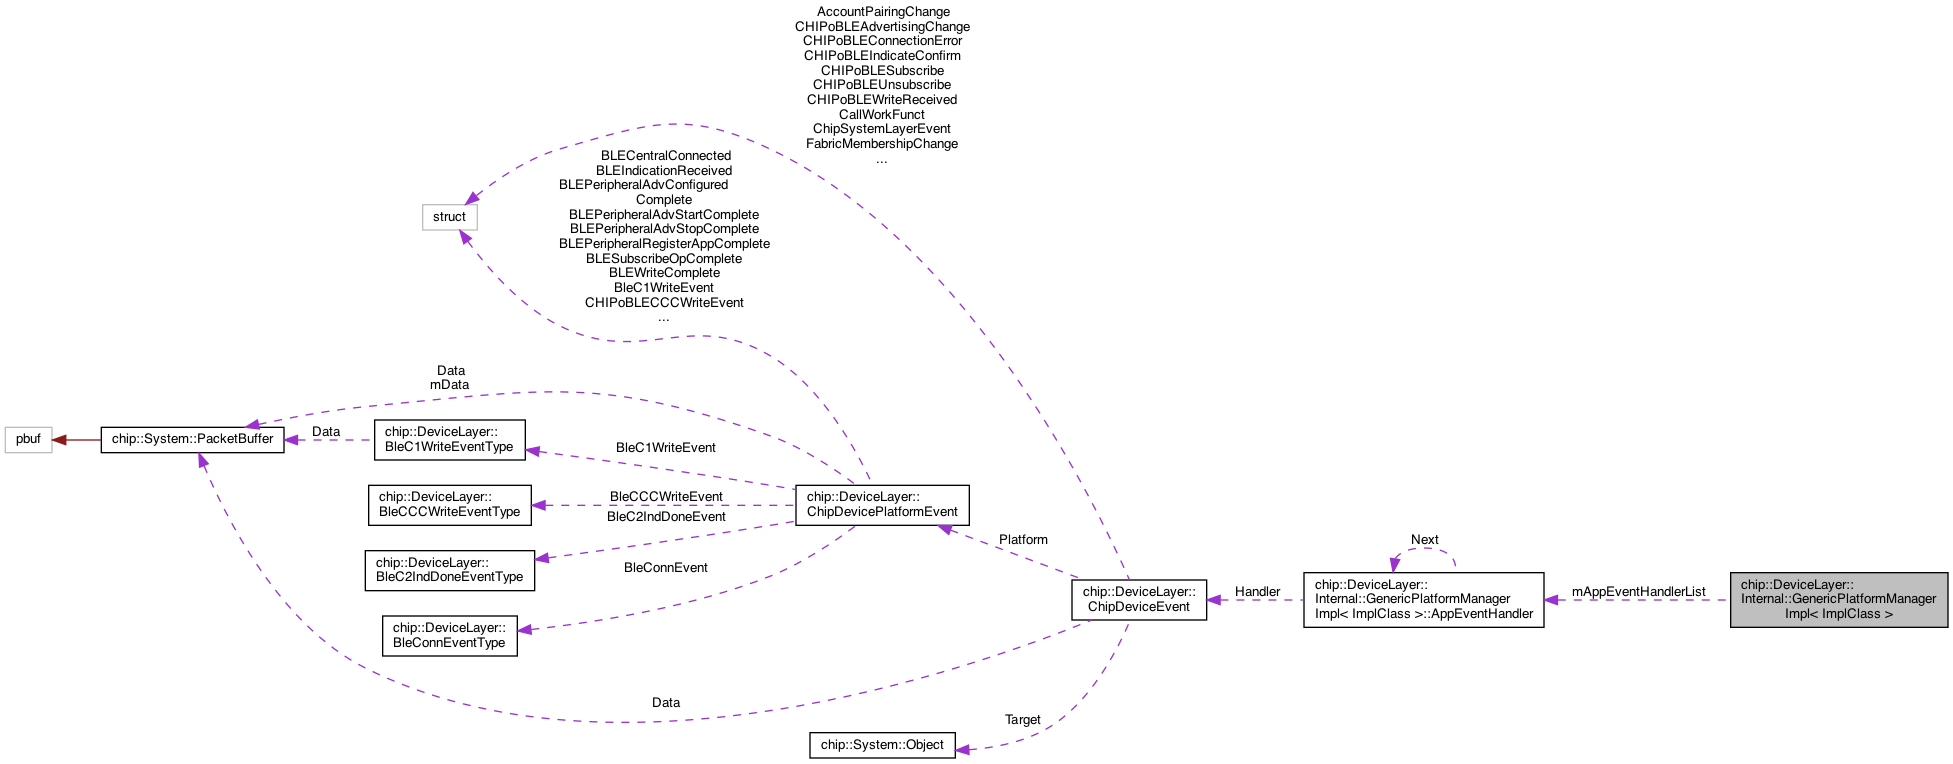 AccountPairingChange
CHIPoBLEAdvertisingChange
CHIPoBLEConnectionError
CHIPoBLEIndicateConfirm
CHIPoBLESubscribe
CHIPoBLEUnsubscribe
CHIPoBLEWriteReceived
CallWorkFunct
ChipSystemLayerEvent
FabricMembershipChange
...
BLECentralConnected
BLEIndicationReceived
BLEPeripheralAdvConfigured
Complete
BLEPeripheralAdvStartComplete
BLEPeripheralAdvStopComplete
BLEPeripheralRegisterAppComplete
BLESubscribeOpComplete
BLEWriteComplete
BleC1WriteEvent
CHIPoBLECCCWriteEvent
...
struct
Data
mData
pbuf
chip::System::PacketBuffer
Data
chip::DeviceLayer::
BleC1WriteEventType
BleC1WriteEvent
chip::DeviceLayer::
BleCCCWriteEventType
BleCCCWriteEvent
BleC2IndDoneEvent
chip::DeviceLayer::
ChipDevicePlatformEvent
chip::DeviceLayer::
BleC2IndDoneEventType
BleConnEvent
Platform
Next
chip::DeviceLayer::
BleConnEventType
chip::DeviceLayer::
ChipDeviceEvent
Handler
chip::DeviceLayer::
Internal::GenericPlatformManager
Impl< ImplClass >::AppEventHandler
mAppEventHandlerList
chip::DeviceLayer::
Internal::GenericPlatformManager
Impl< ImplClass >
Data
Target
chip::System::Object